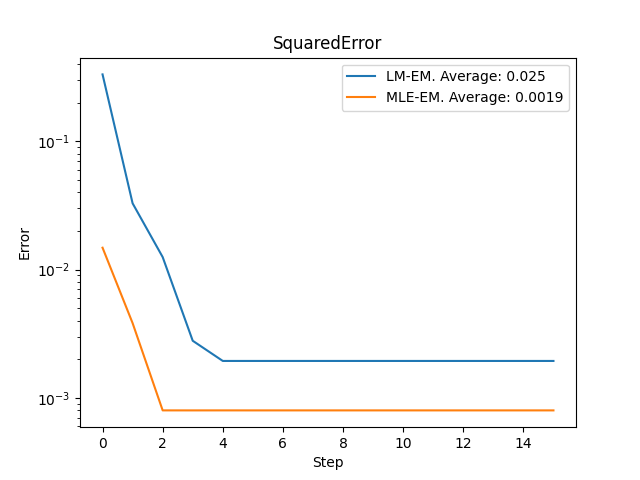 SquaredError
LM-EM. Average: 0.025
MLE-EM. Average: 0.0019
Error
10⁻¹
10⁻²
10⁻³
0 2 4 6 8 10 12 14
Step